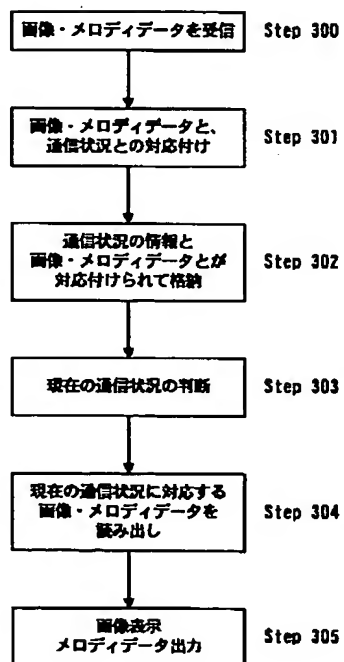 画像・メロディデータを受信 Step 300
画像・メロディデータと、
通信状況との対応付け Step 301
通信状況の情報と
画像・メロディデータとが Step 302
対応付けられて格納
現在の通信状況の判断 Step 303
現在の通信状況に対応する
画像・メロディデータを Step 304
読み出し
画像表示
メロディデータ出力 Step 305